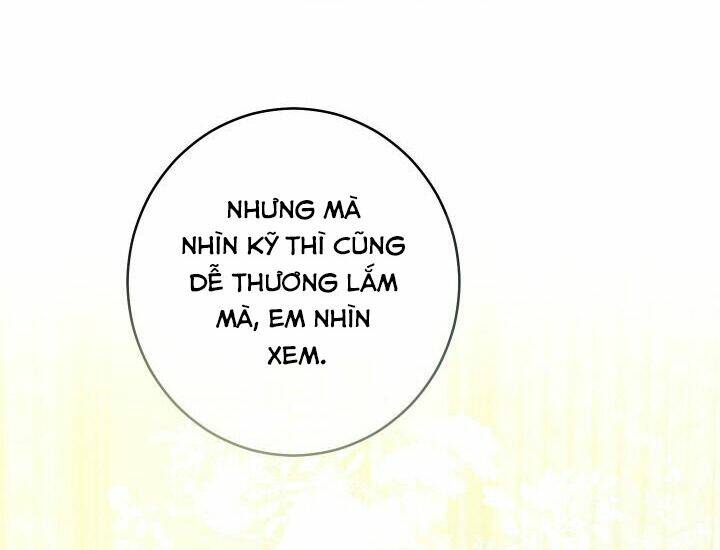 NHƯNG MÀ
NHÌN KỸ THÌ CŨNG
DỄ THƯƠNG LẮM
MÀ, EM NHÌN
XEM.